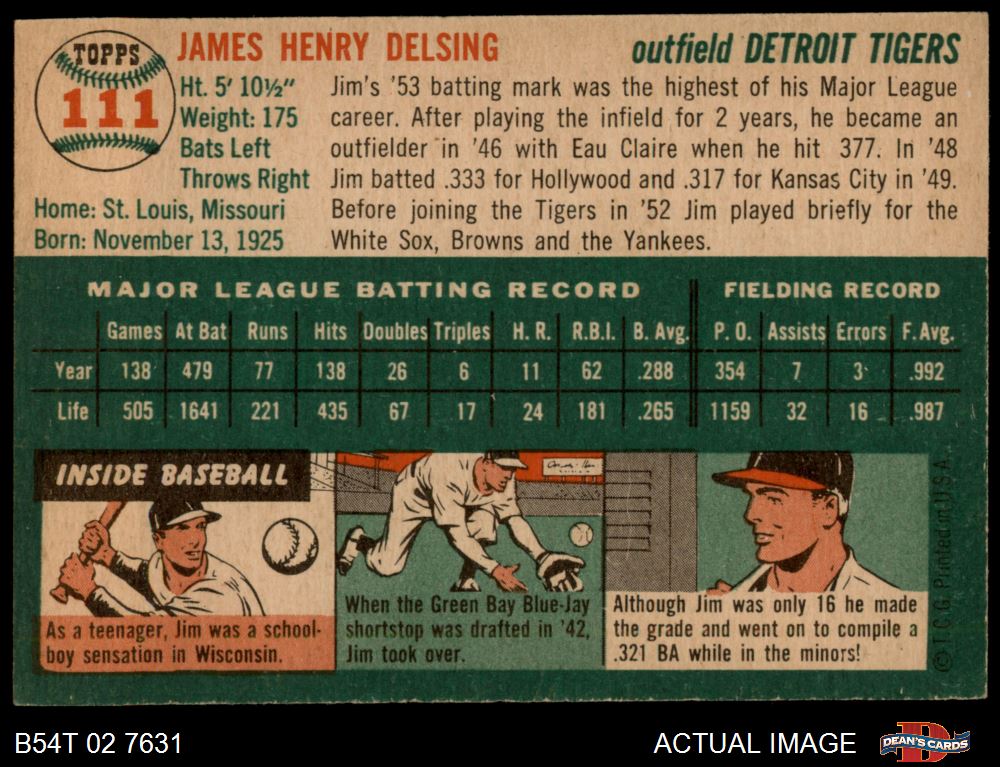 TOPPS
111
JAMES HENRY DELSING
outfield DETROIT TIGERS
Ht. 5' 10½"
Weight: 175
Bats Left
Throws Right
Home: St. Louis, Missouri
Born: November 13, 1925
Jim's '53 batting mark was the highest of his Major League
career. After playing the infield for 2 years, he became an
outfielder in '46 with Eau Claire when he hit 377. In '48
Jim batted .333 for Hollywood and .317 for Kansas City in '49.
Before joining the Tigers in '52 Jim played briefly for the
White Sox, Browns and the Yankees.
MAJOR LEAGUE BATTING RECORD FIELDING RECORD
Games At Bat Runs Hits Doubles Triples H. R. R.B.I. B. Avg. P. O. Assists Errors F. Avg.
Year 138 479 77 138 26 6 11 62 .288 354 7 3 .992
Life 505 1641 221 435 67 17 24 181 .265 1159 32 16 .987
INSIDE BASEBALL
As a teenager, Jim was a school-
boy sensation in Wisconsin.
When the Green Bay Blue-Jay
shortstop was drafted in '42,
Jim took over.
Although Jim was only 16 he made
the grade and went on to compile a
.321 BA while in the minors!
© T. C. G. Printed in U. S. A.
B54T 02 7631
ACTUAL IMAGE
D
DEAN'S CARDS